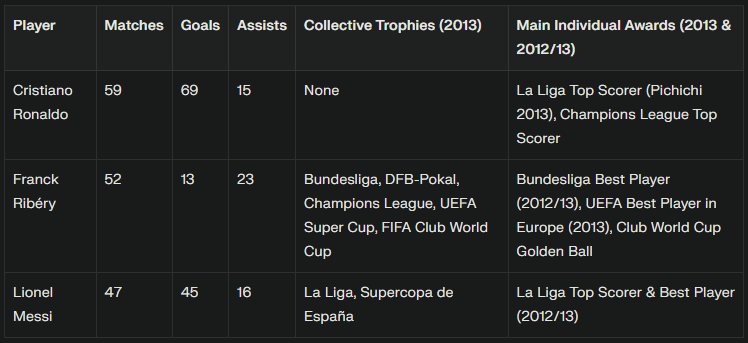 Player Matches Goals Assists Collective Trophies (2013) Main Individual Awards (2013 &
2012/13)
Cristiano 59 69 15 None La Liga Top Scorer (Pichichi
Ronaldo 2013), Champions League Top
Scorer
Franck 52 13 23 Bundesliga, DFB-Pokal, Bundesliga Best Player
Ribéry Champions League, UEFA (2012/13), UEFA Best Player in
Super Cup, FIFA Club World Europe (2013), Club World Cup
Cup Golden Ball
Lionel 47 45 16 La Liga, Supercopa de La Liga Top Scorer & Best Player
Messi España (2012/13)